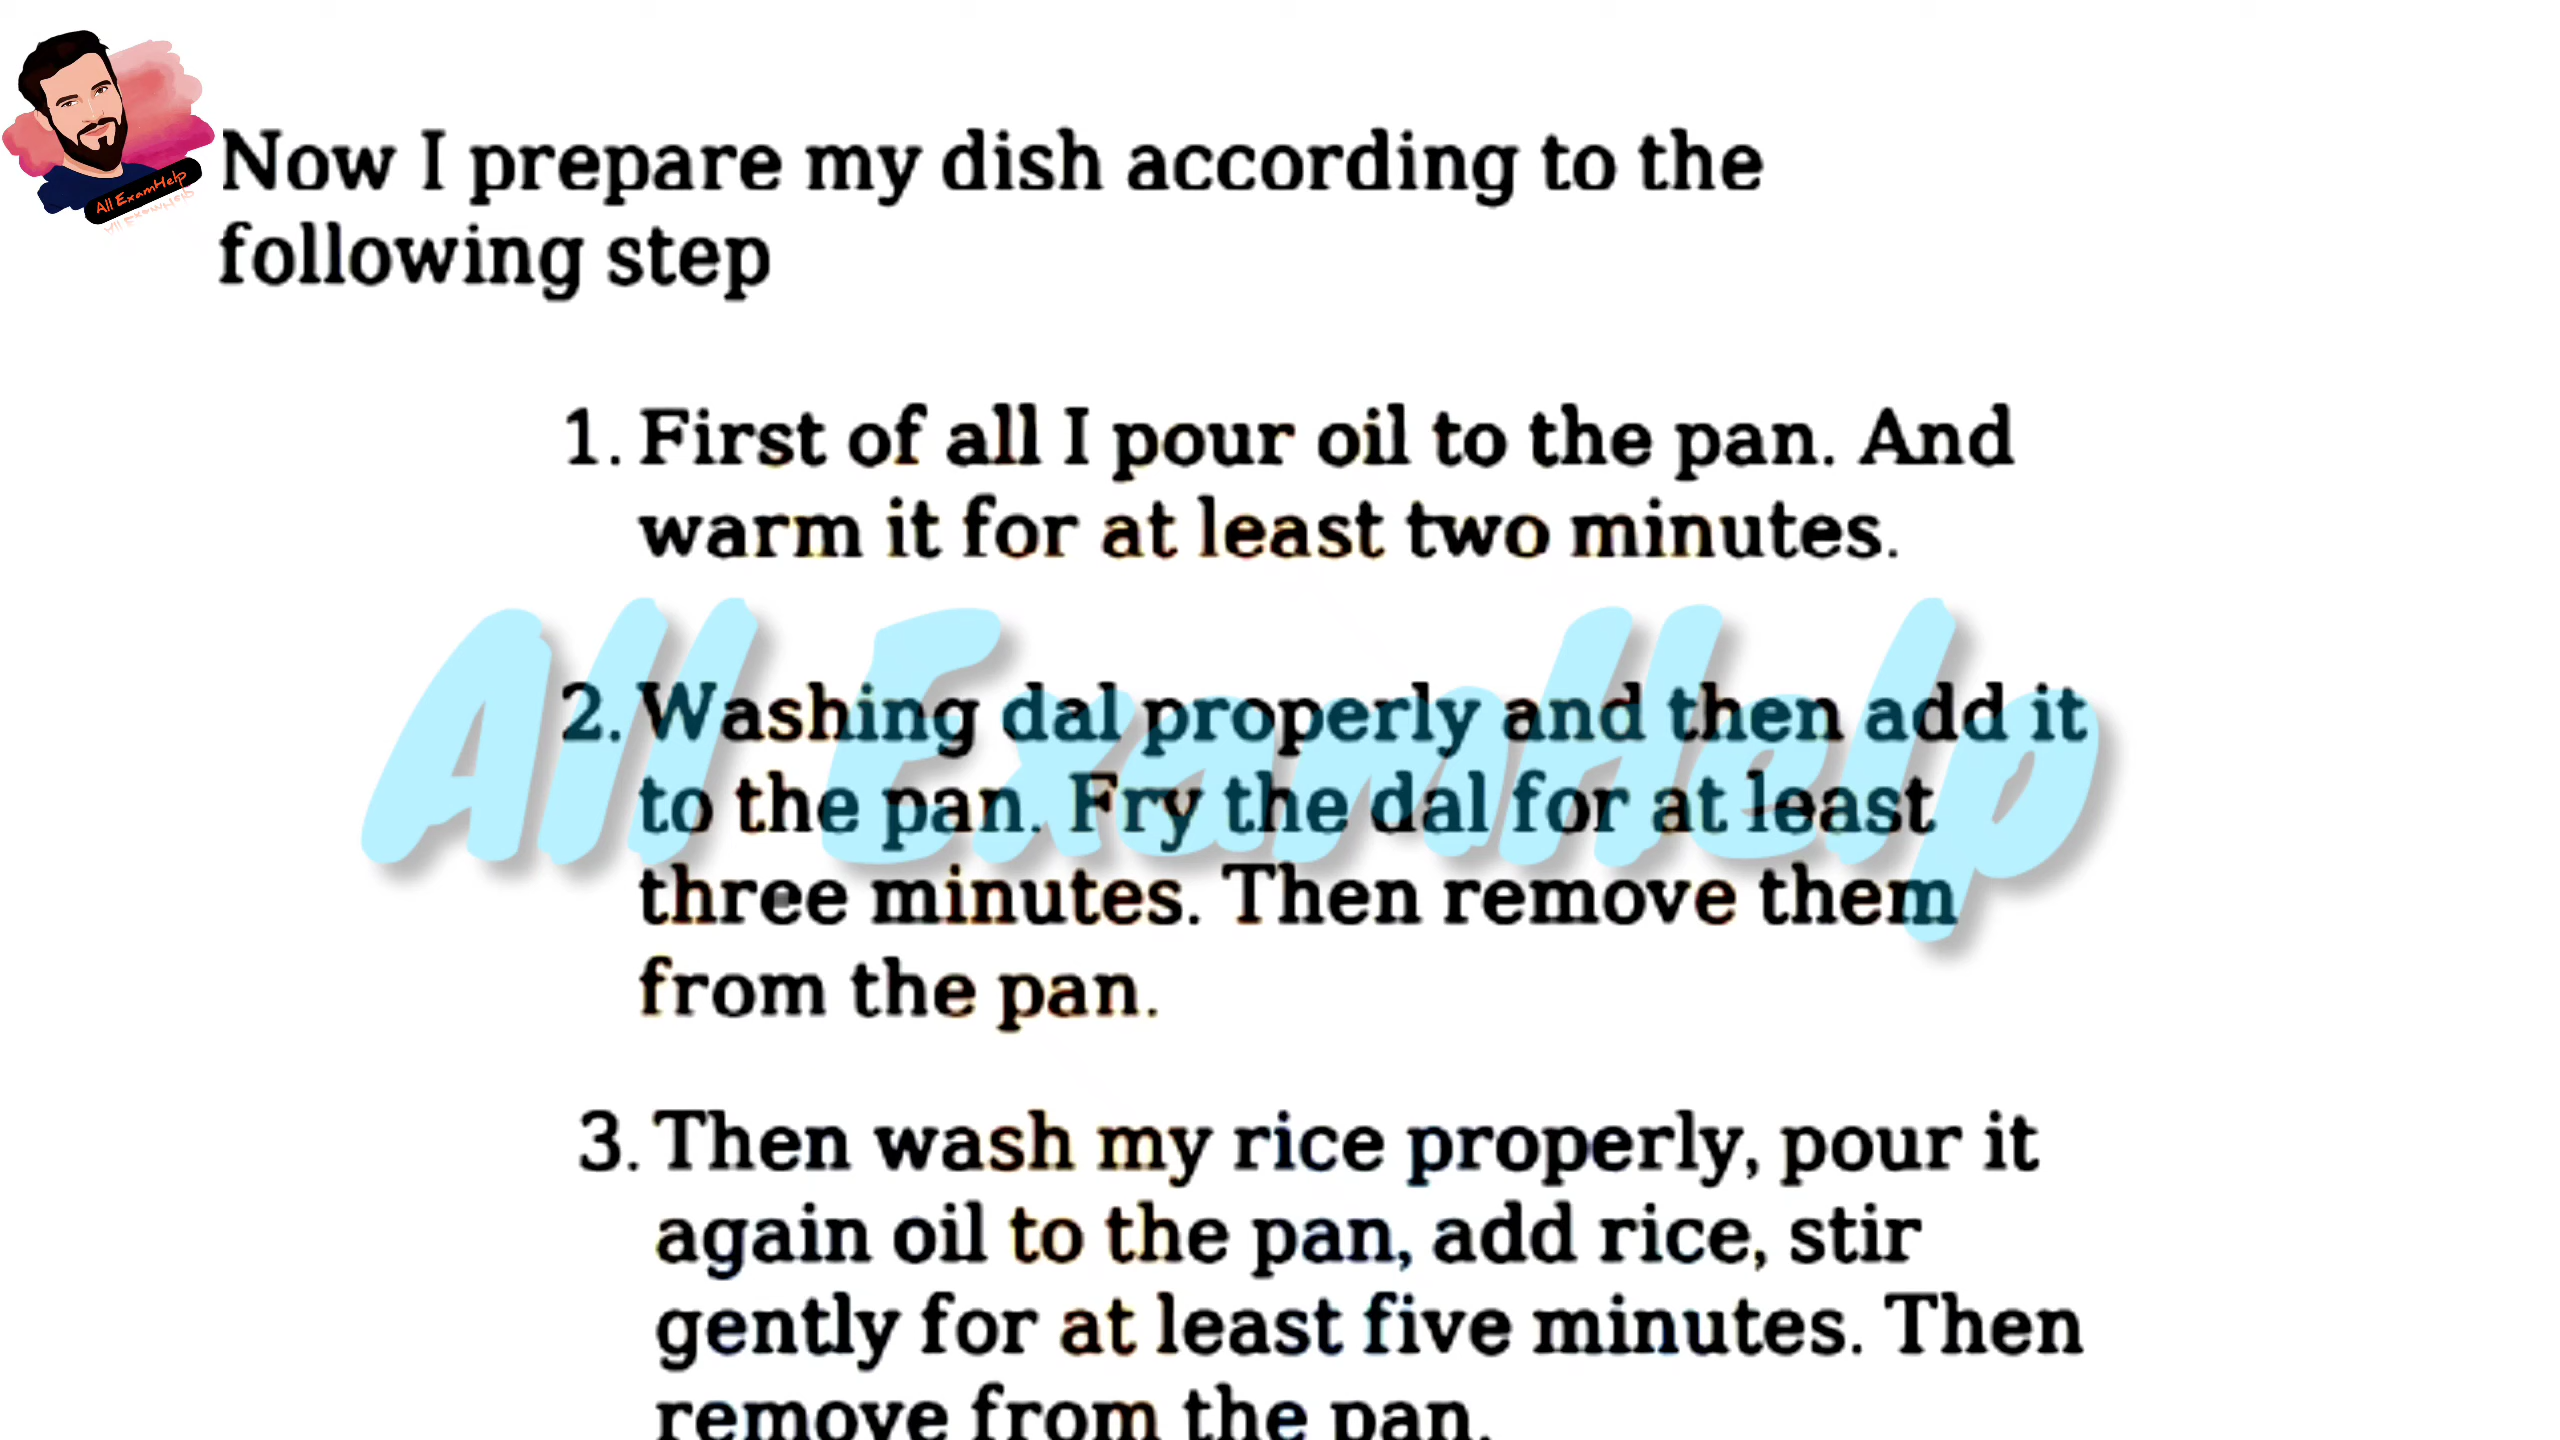 Now I prepare my dish according to the
following step
1. First of all I pour oil to the pan. And
warm it for at least two minutes.
2. Washing dal properly and then add it
to the pan. Fry the dal for at least
three minutes. Then remove them
from the pan.
3. Then wash my rice properly, pour it
again oil to the pan, add rice, stir
gently for at least five minutes. Then
remove from the pan.
All ExamHelp
All ExamHelp
All ExamHelp